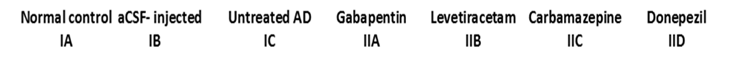 Normal control aCSF- injected Untreated AD Gabapentin Levetiracetam Carbamazepine Donepezil
IA IB IC IIA IIB IIC IID